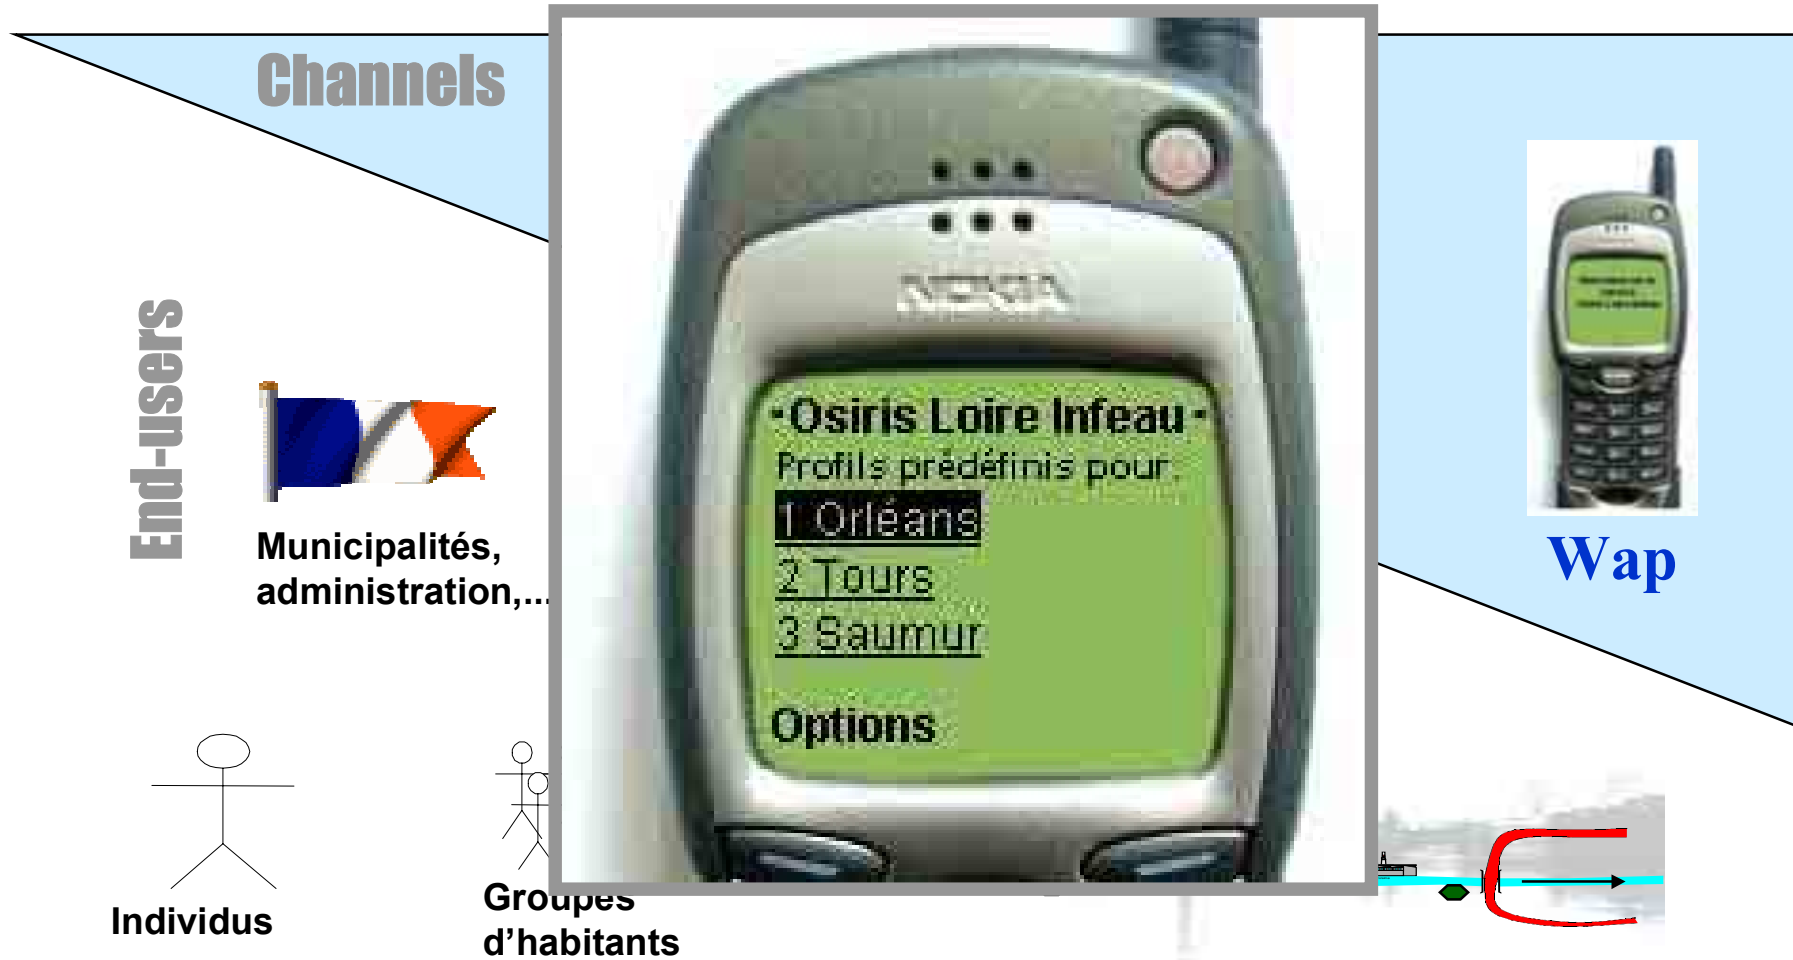 Channels
End-users
Municipalités,
administration,...
Individus
Groupes
d’habitants
NOKIA
Osiris Loire Infeau
Profils prédéfinis pour:
1 Orléans
2 Tours
3 Saumur
Options
Wap